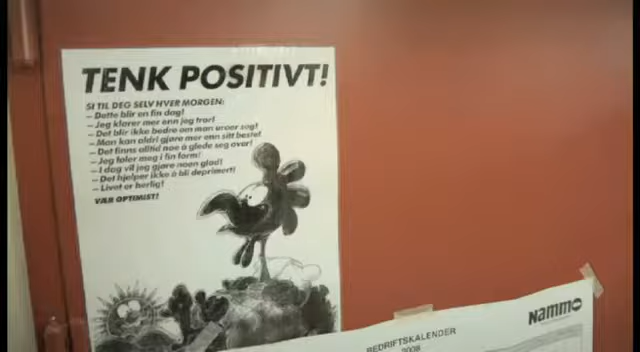 TENK POSITIVT!
SI TIL DEG SELV HVER MORGEN:
– Dette blir en fin dag!
– Jeg klarer mer enn jeg tror!
– Det blir ikke bedre om man uroer seg!
– Man kan aldri gjøre mer enn sitt beste!
– Det finns alltid noe å glede seg over!
– Jeg føler meg i fin form!
– I dag vil jeg gjøre noen glad!
– Det hjelper ikke å bli deprimert!
– Livet er herlig!
VÆR OPTIMIST!
Nammo
BEDRIFTSKALENDER
2008